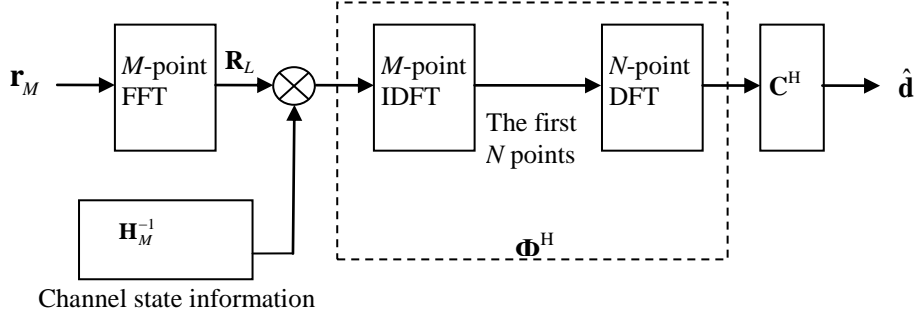 r_M
M-point
FFT
R_L
M-point
IDFT
The first
N points
N-point
DFT
C^H
d̂
H_M^{-1}
Φ^H
Channel state information